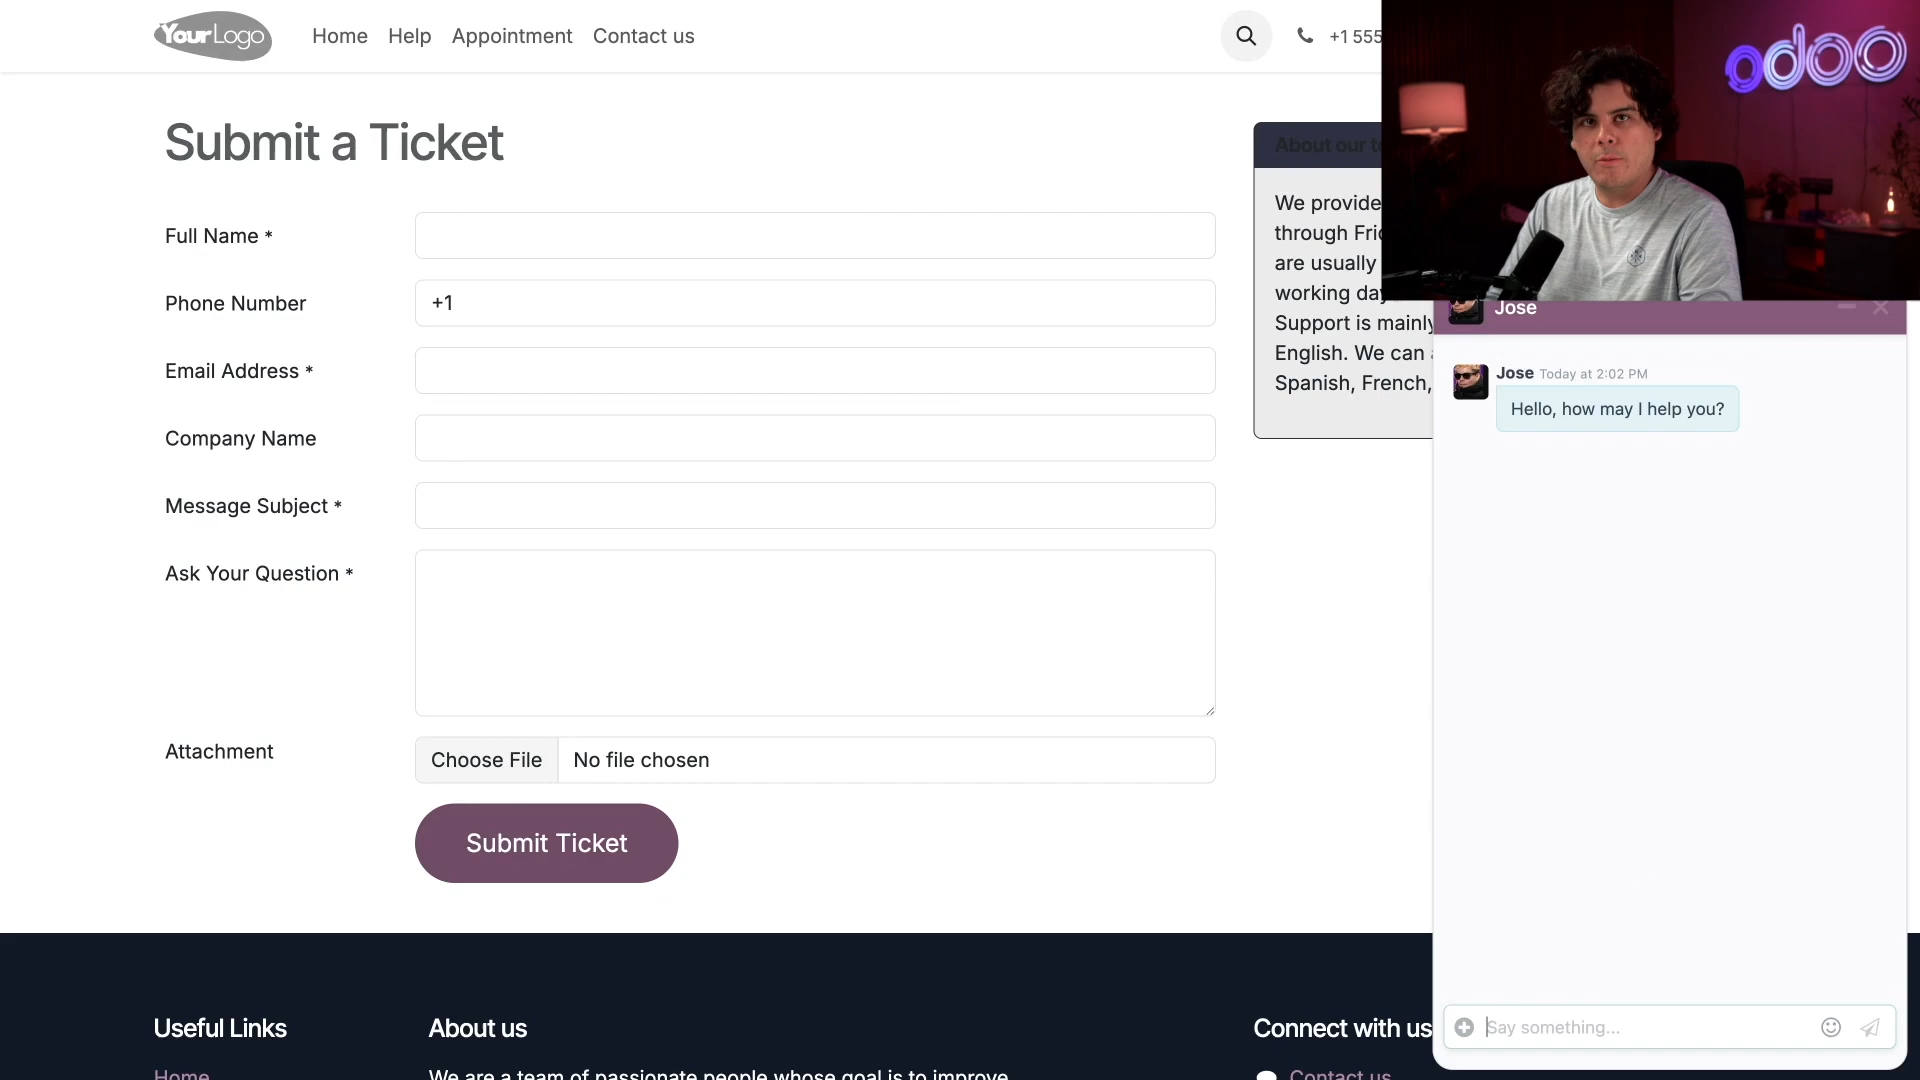 YourLogo
Home
Help
Appointment
Contact us
+1 555
odoo
Submit a Ticket
Full Name *
Phone Number
+1
Email Address *
Company Name
Message Subject *
Ask Your Question *
Attachment
Choose File
No file chosen
Submit Ticket
About our
We provide
through
are usually
working
Support is mainly
English. We can
Spanish, French,
Jose
Jose Today at 2:02 PM
Hello, how may I help you?
Say something...
Useful Links
Home
About us
We are a team of passionate people whose goal is to improve
Connect with us
Contact us